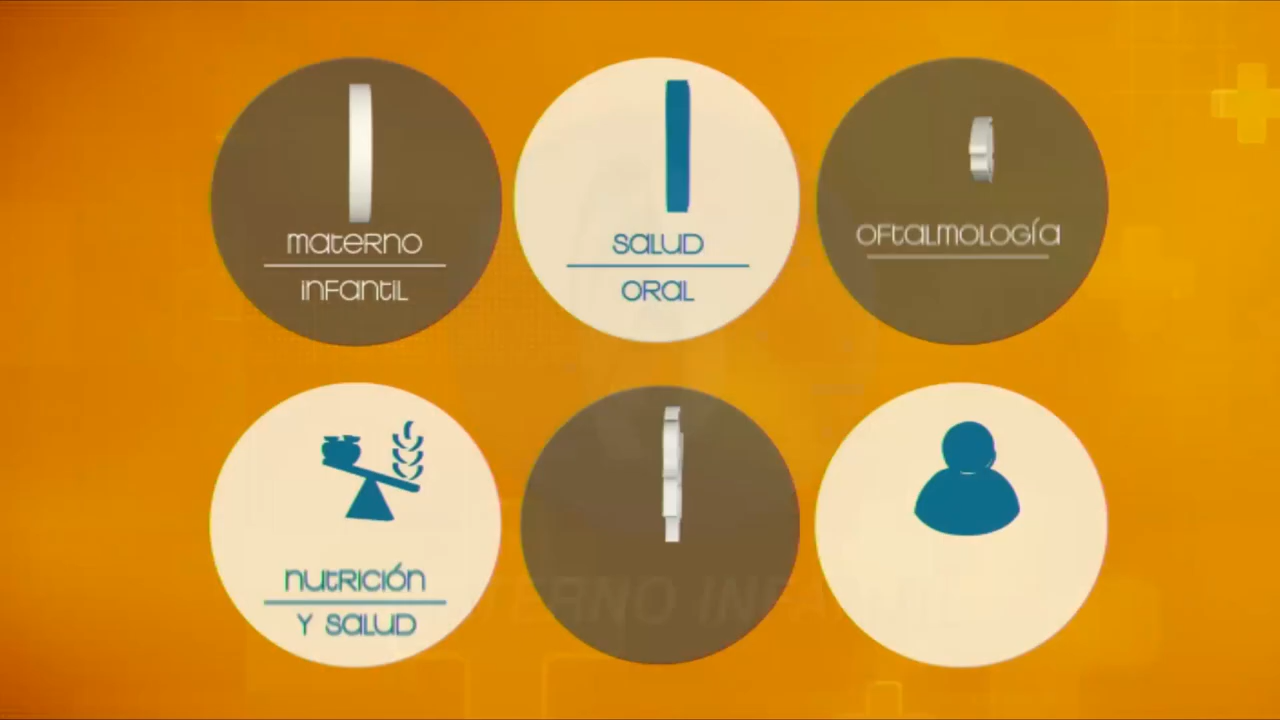 MATERNO
INFANTIL
SALUD
ORAL
OFTALMOLOGÍA
NUTRICIÓN
Y SALUD